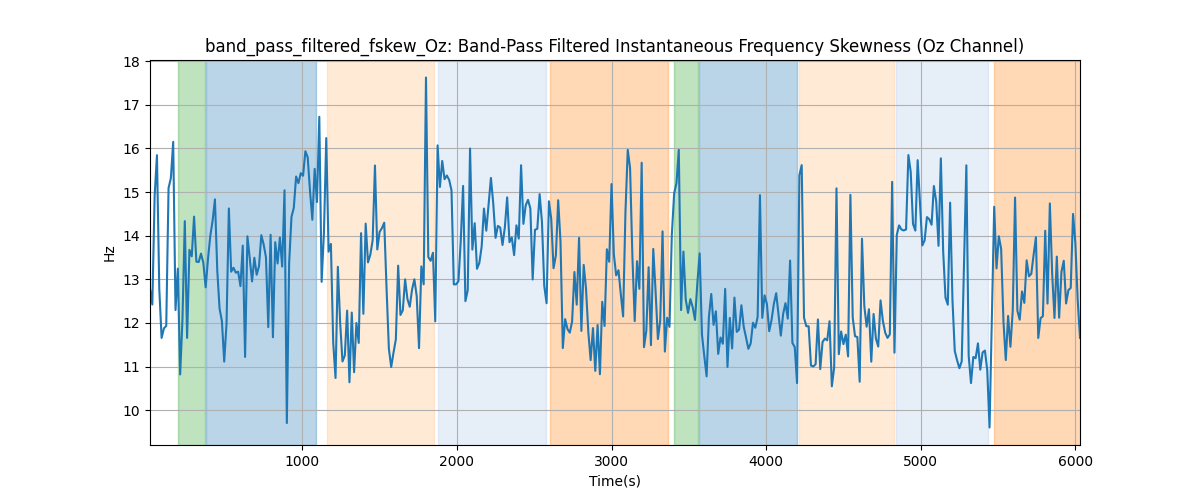 band_pass_filtered_fskew_Oz: Band-Pass Filtered Instantaneous Frequency Skewness (Oz Channel)
18
17
16
15
14
13
12
11
10
Hz
1000 2000 3000 4000 5000 6000
Time(s)